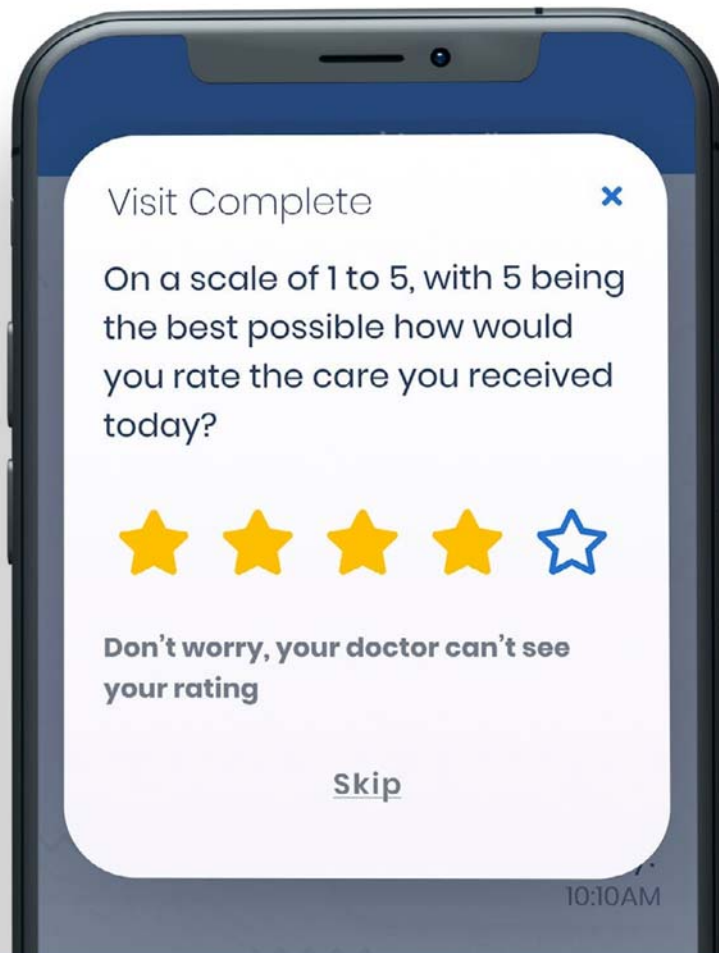 Visit Complete
On a scale of 1 to 5, with 5 being
the best possible how would
you rate the care you received
today?
Don't worry, your doctor can't see
your rating
Skip
10:10AM